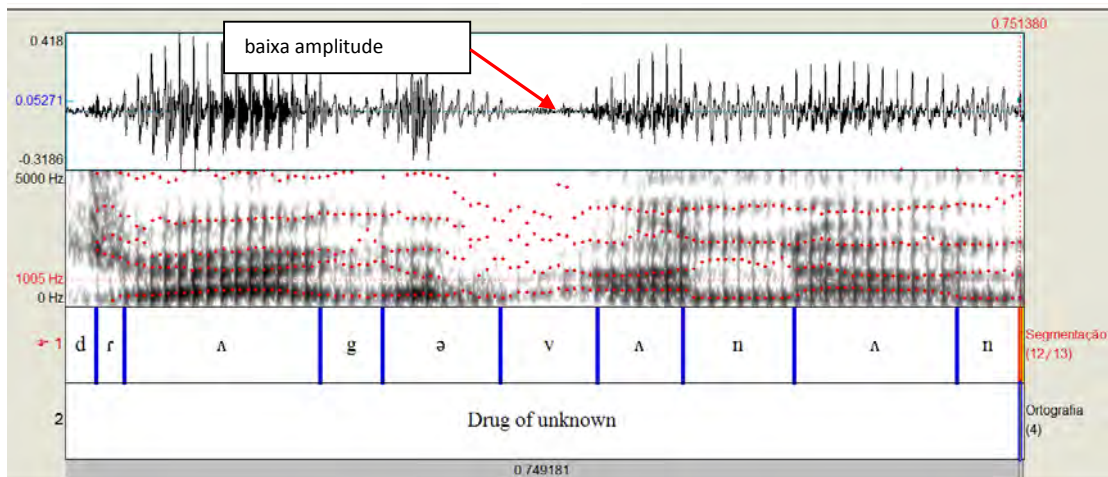 0.751380
0.418
baixa amplitude
0.05271
-0.3186
5000 Hz
1005 Hz
0 Hz
1 d ɾ ʌ g ə v ʌ n ʌ n Segmentação
(12/13)
2 Drug of unknown Ortografia
(4)
0.749181